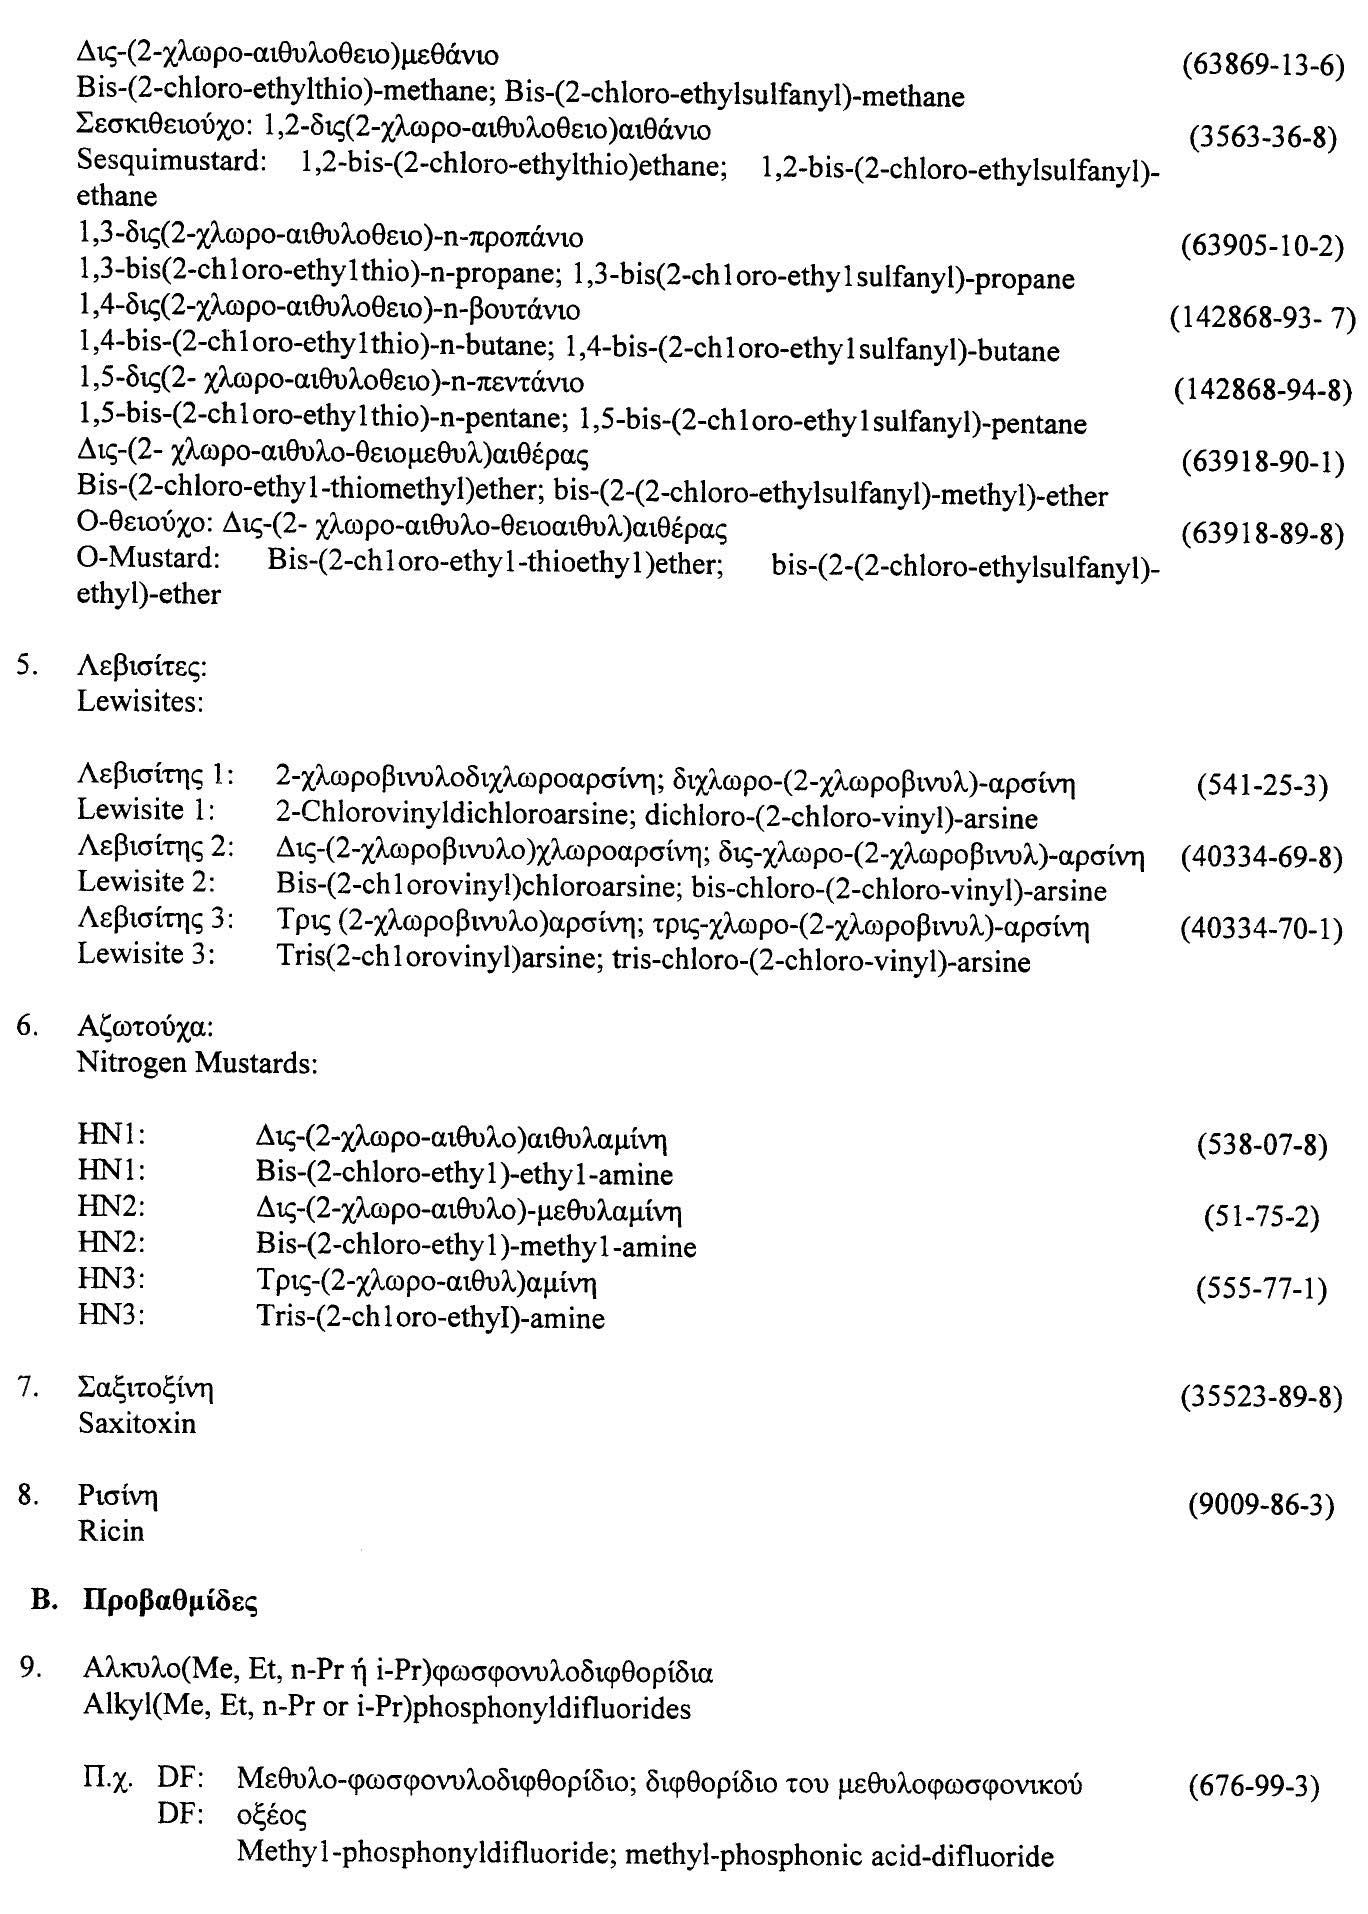 Δις-(2-χλωρο-αιθυλοθειο)μεθάνιο (63869-13-6)
Bis-(2-chloro-ethylthio)-methane; Bis-(2-chloro-ethylsulfanyl)-methane
Σεσκιθειούχο: 1,2-δις(2-χλωρο-αιθυλοθειο)αιθάνιο (3563-36-8)
Sesquimustard: 1,2-bis-(2-chloro-ethylthio)ethane; 1,2-bis-(2-chloro-ethylsulfanyl)-
ethane
1,3-δις(2-χλωρο-αιθυλοθειο)-n-προπάνιο (63905-10-2)
1,3-bis(2-chloro-ethylthio)-n-propane; 1,3-bis(2-chloro-ethylsulfanyl)-propane
1,4-δις(2-χλωρο-αιθυλοθειο)-n-βουτάνιο (142868-93- 7)
1,4-bis-(2-chloro-ethylthio)-n-butane; 1,4-bis-(2-chloro-ethylsulfanyl)-butane
1,5-δις(2- χλωρο-αιθυλοθειο)-n-πεντάνιο (142868-94-8)
1,5-bis-(2-chloro-ethylthio)-n-pentane; 1,5-bis-(2-chloro-ethylsulfanyl)-pentane
Δις-(2- χλωρο-αιθυλο-θειομεθυλ)αιθέρας (63918-90-1)
Bis-(2-chloro-ethyl-thiomethyl)ether; bis-(2-(2-chloro-ethylsulfanyl)-methyl)-ether
Ο-θειούχο: Δις-(2- χλωρο-αιθυλο-θειοαιθυλ)αιθέρας (63918-89-8)
O-Mustard: Bis-(2-chloro-ethyl-thioethyl)ether; bis-(2-(2-chloro-ethylsulfanyl)-
ethyl)-ether
5. Λεβισίτες:
Lewisites:
Λεβισίτης 1: 2-χλωροβινυλοδιχλωροαρσίνη; διχλωρο-(2-χλωροβινυλ)-αρσίνη (541-25-3)
Lewisite 1: 2-Chlorovinyldichloroarsine; dichloro-(2-chloro-vinyl)-arsine
Λεβισίτης 2: Δις-(2-χλωροβινυλο)χλωροαρσίνη; δις-χλωρο-(2-χλωροβινυλ)-αρσίνη (40334-69-8)
Lewisite 2: Bis-(2-chlorovinyl)chloroarsine; bis-chloro-(2-chloro-vinyl)-arsine
Λεβισίτης 3: Τρις (2-χλωροβινυλο)αρσίνη; τρις-χλωρο-(2-χλωροβινυλ)-αρσίνη (40334-70-1)
Lewisite 3: Tris(2-chlorovinyl)arsine; tris-chloro-(2-chloro-vinyl)-arsine
6. Αζωτούχα:
Nitrogen Mustards:
HN1: Δις-(2-χλωρο-αιθυλο)αιθυλαμίνη (538-07-8)
HN1: Bis-(2-chloro-ethyl)-ethyl-amine
HN2: Δις-(2-χλωρο-αιθυλο)-μεθυλαμίνη (51-75-2)
HN2: Bis-(2-chloro-ethyl)-methyl-amine
HN3: Τρις-(2-χλωρο-αιθυλ)αμίνη (555-77-1)
HN3: Tris-(2-chloro-ethyI)-amine
7. Σαξιτοξίνη (35523-89-8)
Saxitoxin
8. Ρισίνη (9009-86-3)
Ricin
Β. Προβαθμίδες
9. Αλκυλο(Me, Et, n-Pr ή i-Pr)φωσφονυλοδιφθορίδια
Alkyl(Me, Et, n-Pr or i-Pr)phosphonyldifluorides
Π.χ. DF: Μεθυλο-φωσφονυλοδιφθορίδιο; διφθορίδιο του μεθυλοφωσφονικού (676-99-3)
DF: οξέος
Methyl-phosphonyldifluoride; methyl-phosphonic acid-difluoride